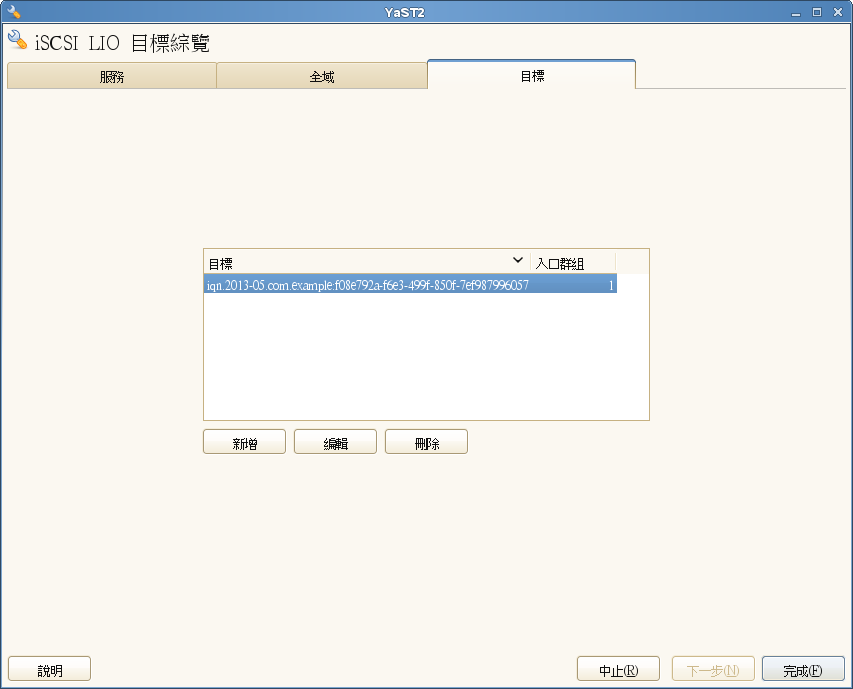 YaST2
iSCSI LIO 目標綜覽
服務 全域 目標
目標 入口群組
iqn.2013-05.com.example:f08e792a-f6e3-499f-850f-7ef987996057 1
新增 編輯 刪除
說明 中止(R) 下一步(N) 完成(F)